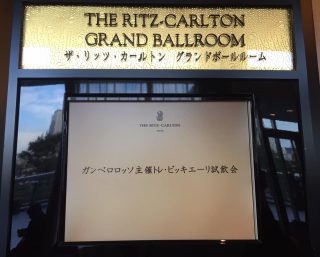 THE RITZ-CARLTON
GRAND BALLROOM
ザ・リッツ・カールトン グランドボールルーム
THE RITZ-CARLTON
ガンベロロッソ主催トレ・ビッキエーリ試飲会